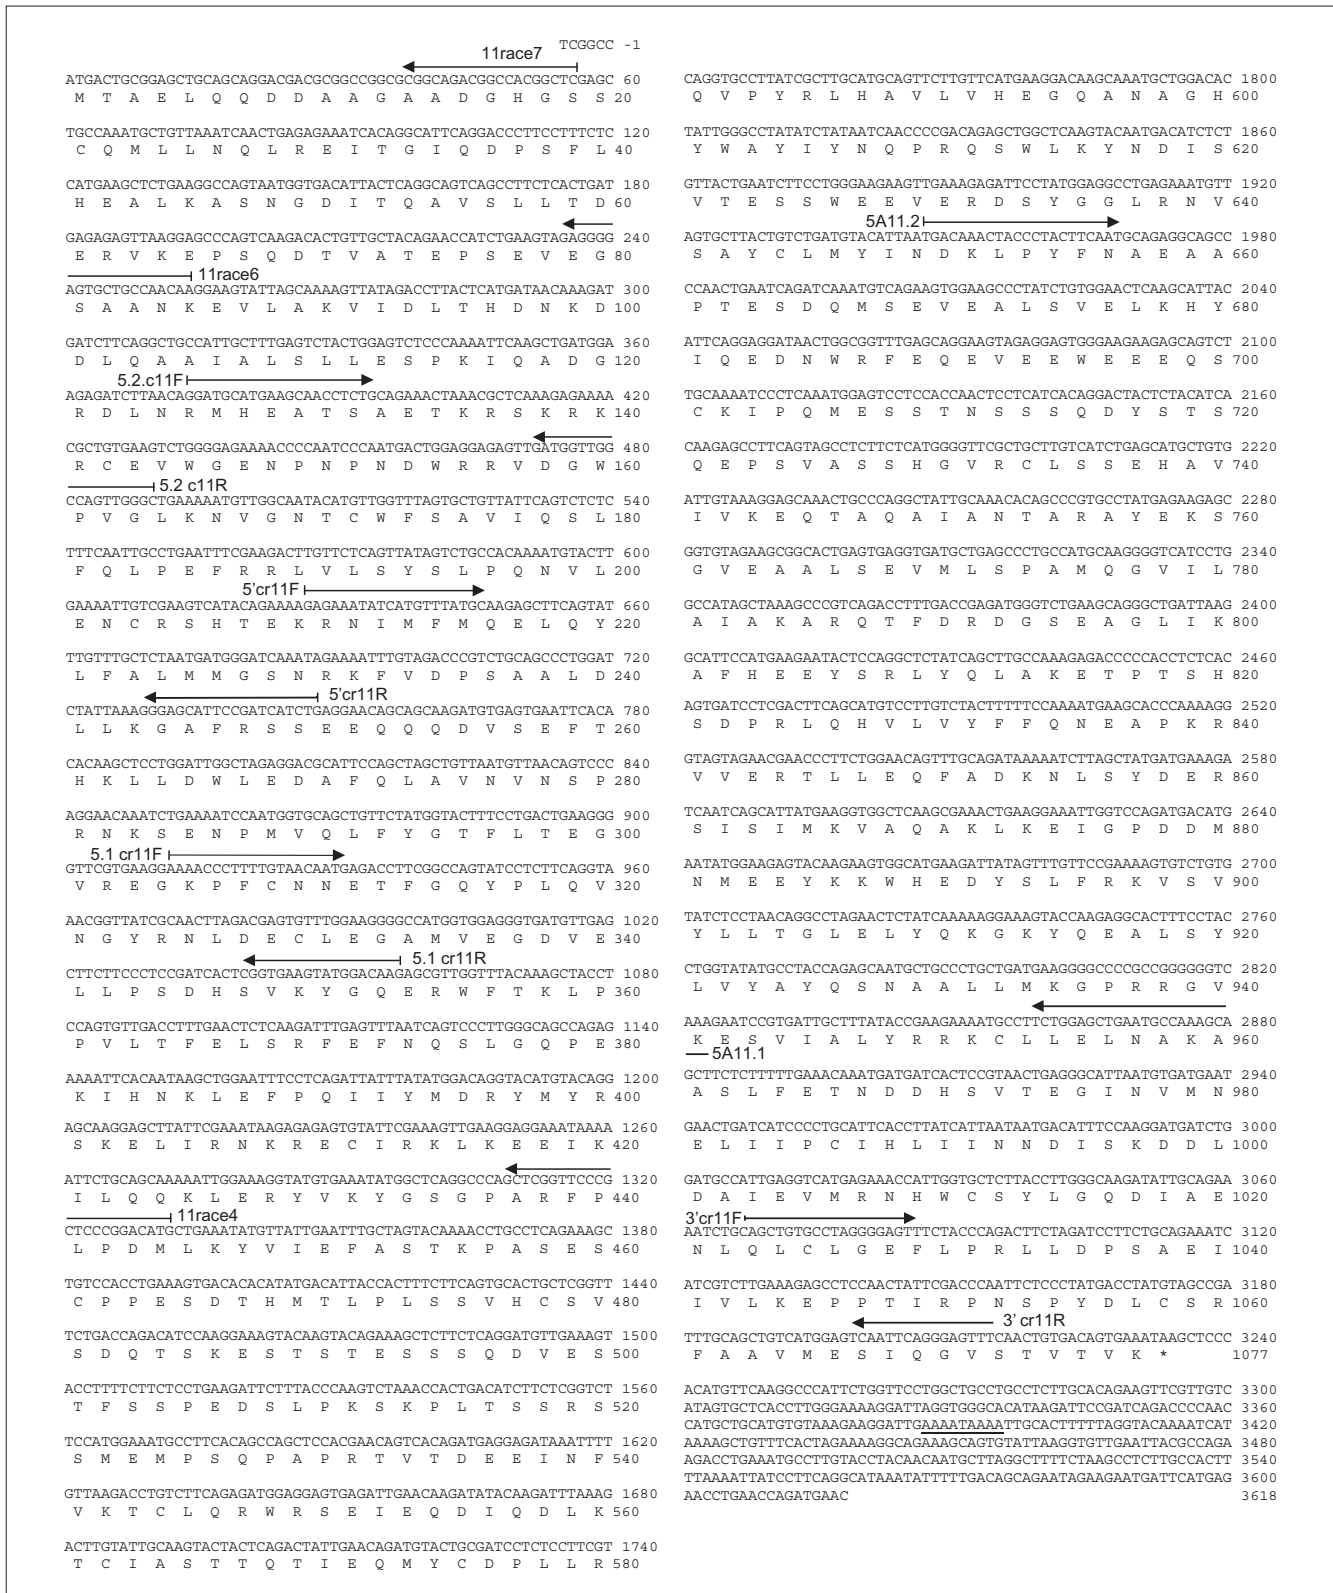 TCGGCC -1
11race7
ATGACTGCGGAGCTGCAGCAGGACGACGCGGCCGGCGCGGCAGACGGCCACGGCTCGAGC 60
M T A E L Q Q D D A A G A A D G H G S S 20
TGCCAAATGCTGTTAAATCAACTGAGAGAAATCACAGGCATTCAGGACCCTTCCTTTCTC 120
C Q M L L N Q L R E I T G I Q D P S F L 40
CATGAAGCTCTGAAGGCCAGTAATGGTGACATTACTCAGGCAGTCAGCCTTCTCACTGAT 180
H E A L K A S N G D I T Q A V S L L T D 60
GAGAGAGTTAAGGAGCCCAGTCAAGACACTGTTGCTACAGAACCATCTGAAGTAGAGGGG 240
E R V K E P S Q D T V A T E P S E V E G 80
11race6
AGTGCTGCCAACAAGGAAGTATTAGCAAAAGTTATAGACCTTACTCATGATAACAAAGAT 300
S A A N K E V L A K V I D L T H D N K D 100
GATCTTCAGGCTGCCATTGCTTTGAGTCTACTGGAGTCTCCCAAAATTCAAGCTGATGGA 360
D L Q A A I A L S L L E S P K I Q A D G 120
5.2.c11F
AGAGATCTTAACAGGATGCATGAAGCAACCTCTGCAGAAACTAAACGCTCAAAGAGAAAA 420
R D L N R M H E A T S A E T K R S K R K 140
CGCTGTGAAGTCTGGGGAGAAAACCCCAATCCCAATGACTGGAGGAGAGTTGATGGTTGG 480
R C E V W G E N P N P N D W R R V D G W 160
5.2 c11R
CCAGTTGGGCTGAAAAATGTTGGCAATACATGTTGGTTTAGTGCTGTTATTCAGTCTCTC 540
P V G L K N V G N T C W F S A V I Q S L 180
TTTCAATTGCCTGAATTTCGAAGACTTGTTCTCAGTTATAGTCTGCCACAAAATGTACTT 600
F Q L P E F R R L V L S Y S L P Q N V L 200
5’cr11F
GAAAATTGTCGAAGTCATACAGAAAAGAGAAATATCATGTTTATGCAAGAGCTTCAGTAT 660
E N C R S H T E K R N I M F M Q E L Q Y 220
TTGTTTGCTCTAATGATGGGATCAAATAGAAAATTTGTAGACCCGTCTGCAGCCCTGGAT 720
L F A L M M G S N R K F V D P S A A L D 240
5’cr11R
CTATTAAAGGGAGCATTCCGATCATCTGAGGAACAGCAGCAAGATGTGAGTGAATTCACA 780
L L K G A F R S S E E Q Q Q D V S E F T 260
CACAAGCTCCTGGATTGGCTAGAGGACGCATTCCAGCTAGCTGTTAATGTTAACAGTCCC 840
H K L L D W L E D A F Q L A V N V N S P 280
AGGAACAAATCTGAAAATCCAATGGTGCAGCTGTTCTATGGTACTTTCCTGACTGAAGGG 900
R N K S E N P M V Q L F Y G T F L T E G 300
5.1 cr11F
GTTCGTGAAGGAAAACCCTTTTGTAACAATGAGACCTTCGGCCAGTATCCTCTTCAGGTA 960
V R E G K P F C N N E T F G Q Y P L Q V 320
AACGGTTATCGCAACTTAGACGAGTGTTTGGAAGGGGCCATGGTGGAGGGTGATGTTGAG 1020
N G Y R N L D E C L E G A M V E G D V E 340
5.1 cr11R
CTTCTTCCCTCCGATCACTCGGTGAAGTATGGACAAGAGCGTTGGTTTACAAAGCTACCT 1080
L L P S D H S V K Y G Q E R W F T K L P 360
CCAGTGTTGACCTTTGAACTCTCAAGATTTGAGTTTAATCAGTCCCTTGGGCAGCCAGAG 1140
P V L T F E L S R F E F N Q S L G Q P E 380
AAAATTCACAATAAGCTGGAATTTCCTCAGATTATTTATATGGACAGGTACATGTACAGG 1200
K I H N K L E F P Q I I Y M D R Y M Y R 400
AGCAAGGAGCTTATTCGAAATAAGAGAGAGTGTATTCGAAAGTTGAAGGAGGAAATAAAA 1260
S K E L I R N K R E C I R K L K E E I K 420
ATTCTGCAGCAAAAATTGGAAAGGTATGTGAAATATGGCTCAGGCCCAGCTCGGTTCCCG 1320
I L Q Q K L E R Y V K Y G S G P A R F P 440
11race4
CTCCCGGACATGCTGAAATATGTTATTGAATTTGCTAGTACAAAACCTGCCTCAGAAAGC 1380
L P D M L K Y V I E F A S T K P A S E S 460
TGTCCACCTGAAAGTGACACACATATGACATTACCACTTTCTTCAGTGCACTGCTCGGTT 1440
C P P E S D T H M T L P L S S V H C S V 480
TCTGACCAGACATCCAAGGAAAGTACAAGTACAGAAAGCTCTTCTCAGGATGTTGAAAGT 1500
S D Q T S K E S T S T E S S S Q D V E S 500
ACCTTTTCTTCTCCTGAAGATTCTTTACCCAAGTCTAAACCACTGACATCTTCTCGGTCT 1560
T F S S P E D S L P K S K P L T S S R S 520
TCCATGGAAATGCCTTCACAGCCAGCTCCACGAACAGTCACAGATGAGGAGATAAATTTT 1620
S M E M P S Q P A P R T V T D E E I N F 540
GTTAAGACCTGTCTTCAGAGATGGAGGAGTGAGATTGAACAAGATATACAAGATTTAAAG 1680
V K T C L Q R W R S E I E Q D I Q D L K 560
ACTTGTATTGCAAGTACTACTCAGACTATTGAACAGATGTACTGCGATCCTCTCCTTCGT 1740
T C I A S T T Q T I E Q M Y C D P L L R 580
CAGGTGCCTTATCGCTTGCATGCAGTTCTTGTTCATGAAGGACAAGCAAATGCTGGACAC 1800
Q V P Y R L H A V L V H E G Q A N A G H 600
TATTGGGCCTATATCTATAATCAACCCCGACAGAGCTGGCTCAAGTACAATGACATCTCT 1860
Y W A Y I Y N Q P R Q S W L K Y N D I S 620
GTTACTGAATCTTCCTGGGAAGAAGTTGAAAGAGATTCCTATGGAGGCCTGAGAAATGTT 1920
V T E S S W E E V E R D S Y G G L R N V 640
5A11.2
AGTGCTTACTGTCTGATGTACATTAATGACAAACTACCCTACTTCAATGCAGAGGCAGCC 1980
S A Y C L M Y I N D K L P Y F N A E A A 660
CCAACTGAATCAGATCAAATGTCAGAAGTGGAAGCCCTATCTGTGGAACTCAAGCATTAC 2040
P T E S D Q M S E V E A L S V E L K H Y 680
ATTCAGGAGGATAACTGGCGGTTTGAGCAGGAAGTAGAGGAGTGGGAAGAAGAGCAGTCT 2100
I Q E D N W R F E Q E V E E W E E E Q S 700
TGCAAAATCCCTCAAATGGAGTCCTCCACCAACTCCTCATCACAGGACTACTCTACATCA 2160
C K I P Q M E S S T N S S S Q D Y S T S 720
CAAGAGCCTTCAGTAGCCTCTTCTCATGGGGTTCGCTGCTTGTCATCTGAGCATGCTGTG 2220
Q E P S V A S S H G V R C L S S E H A V 740
ATTGTAAAGGAGCAAACTGCCCAGGCTATTGCAAACACAGCCCGTGCCTATGAGAAGAGC 2280
I V K E Q T A Q A I A N T A R A Y E K S 760
GGTGTAGAAGCGGCACTGAGTGAGGTGATGCTGAGCCCTGCCATGCAAGGGGTCATCCTG 2340
G V E A A L S E V M L S P A M Q G V I L 780
GCCATAGCTAAAGCCCGTCAGACCTTTGACCGAGATGGGTCTGAAGCAGGGCTGATTAAG 2400
A I A K A R Q T F D R D G S E A G L I K 800
GCATTCCATGAAGAATACTCCAGGCTCTATCAGCTTGCCAAAGAGACCCCCACCTCTCAC 2460
A F H E E Y S R L Y Q L A K E T P T S H 820
AGTGATCCTCGACTTCAGCATGTCCTTGTCTACTTTTTCCAAAATGAAGCACCCAAAAGG 2520
S D P R L Q H V L V Y F F Q N E A P K R 840
GTAGTAGAACGAACCCTTCTGGAACAGTTTGCAGATAAAAATCTTAGCTATGATGAAAGA 2580
V V E R T L L E Q F A D K N L S Y D E R 860
TCAATCAGCATTATGAAGGTGGCTCAAGCGAAACTGAAGGAAATTGGTCCAGATGACATG 2640
S I S I M K V A Q A K L K E I G P D D M 880
AATATGGAAGAGTACAAGAAGTGGCATGAAGATTATAGTTTGTTCCGAAAAGTGTCTGTG 2700
N M E E Y K K W H E D Y S L F R K V S V 900
TATCTCCTAACAGGCCTAGAACTCTATCAAAAAGGAAAGTACCAAGAGGCACTTTCCTAC 2760
Y L L T G L E L Y Q K G K Y Q E A L S Y 920
CTGGTATATGCCTACCAGAGCAATGCTGCCCTGCTGATGAAGGGGCCCCGCCGGGGGGTC 2820
L V Y A Y Q S N A A L L M K G P R R G V 940
AAAGAATCCGTGATTGCTTTATACCGAAGAAAATGCCTTCTGGAGCTGAATGCCAAAGCA 2880
K E S V I A L Y R R K C L L E L N A K A 960
5A11.1
GCTTCTCTTTTTGAAACAAATGATGATCACTCCGTAACTGAGGGCATTAATGTGATGAAT 2940
A S L F E T N D D H S V T E G I N V M N 980
GAACTGATCATCCCCTGCATTCACCTTATCATTAATAATGACATTTCCAAGGATGATCTG 3000
E L I I P C I H L I I N N D I S K D D L 1000
GATGCCATTGAGGTCATGAGAAACCATTGGTGCTCTTACCTTGGGCAAGATATTGCAGAA 3060
D A I E V M R N H W C S Y L G Q D I A E 1020
3’cr11F
AATCTGCAGCTGTGCCTAGGGGAGTTTCTACCCAGACTTCTAGATCCTTCTGCAGAAATC 3120
N L Q L C L G E F L P R L L D P S A E I 1040
ATCGTCTTGAAAGAGCCTCCAACTATTCGACCCAATTCTCCCTATGACCTATGTAGCCGA 3180
I V L K E P P T I R P N S P Y D L C S R 1060
3’ cr11R
TTTGCAGCTGTCATGGAGTCAATTCAGGGAGTTTCAACTGTGACAGTGAAATAAGCTCCC 3240
F A A V M E S I Q G V S T V T V K * 1077
ACATGTTCAAGGCCCATTCTGGTTCCTGGCTGCCTGCCTCTTGCACAGAAGTTCGTTGTC 3300
ATAGTGCTCACCTTGGGAAAAGGATTAGGTGGGCACATAAGATTCCGATCAGACCCCAAC 3360
CATGCTGCATGTGTAAAGAAGGATTGAAAATAAAATTGCACTTTTTAGGTACAAAATCAT 3420
AAAAGCTGTTTCACTAGAAAAGGCAGAAAGCAGTGTATTAAGGTGTTGAATTACGCCAGA 3480
AGACCTGAAATGCCTTGTACCTACAACAATGCTTAGGCTTTTCTAAGCCTCTTGCCACTT 3540
TTAAAATTATCCTTCAGGCATAAATATTTTTGACAGCAGAATAGAAGAATGATTCATGAG 3600
AACCTGAACCAGATGAAC 3618